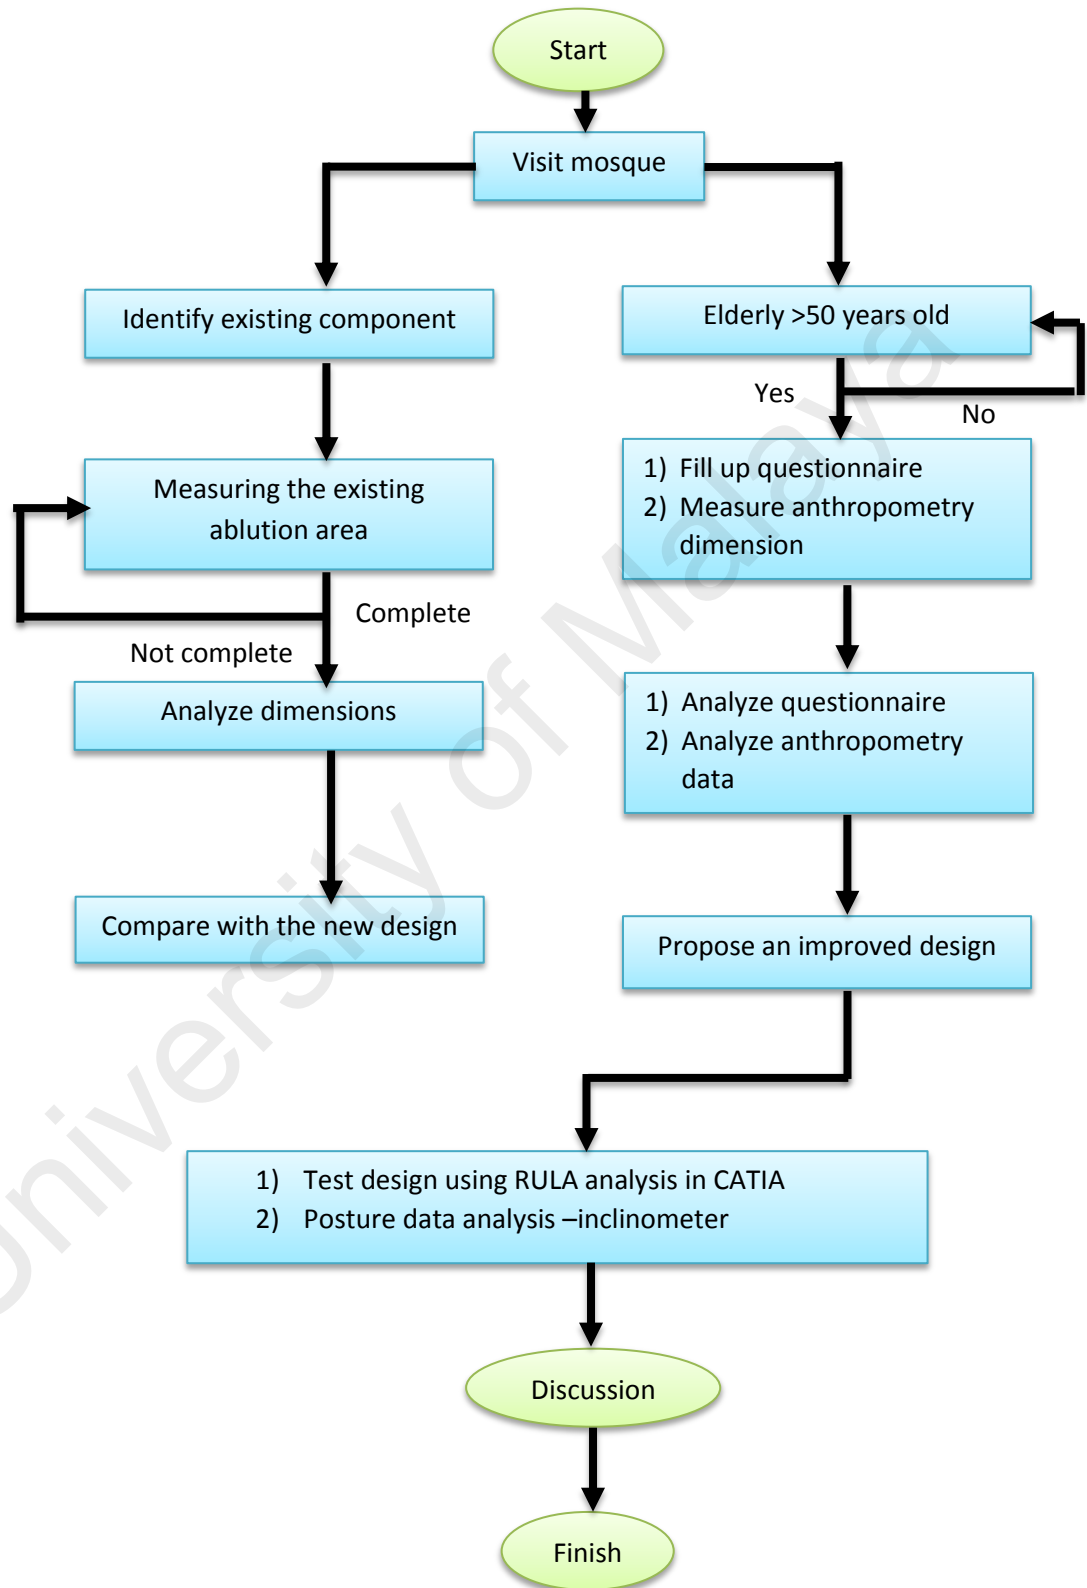 Start
Visit mosque
Identify existing component
Elderly >50 years old
Yes
No
Measuring the existing
ablution area
1) Fill up questionnaire
2) Measure anthropometry
dimension
Complete
Not complete
Analyze dimensions
1) Analyze questionnaire
2) Analyze anthropometry
data
Compare with the new design
Propose an improved design
1) Test design using RULA analysis in CATIA
2) Posture data analysis –inclinometer
Discussion
Finish
University of Malaya